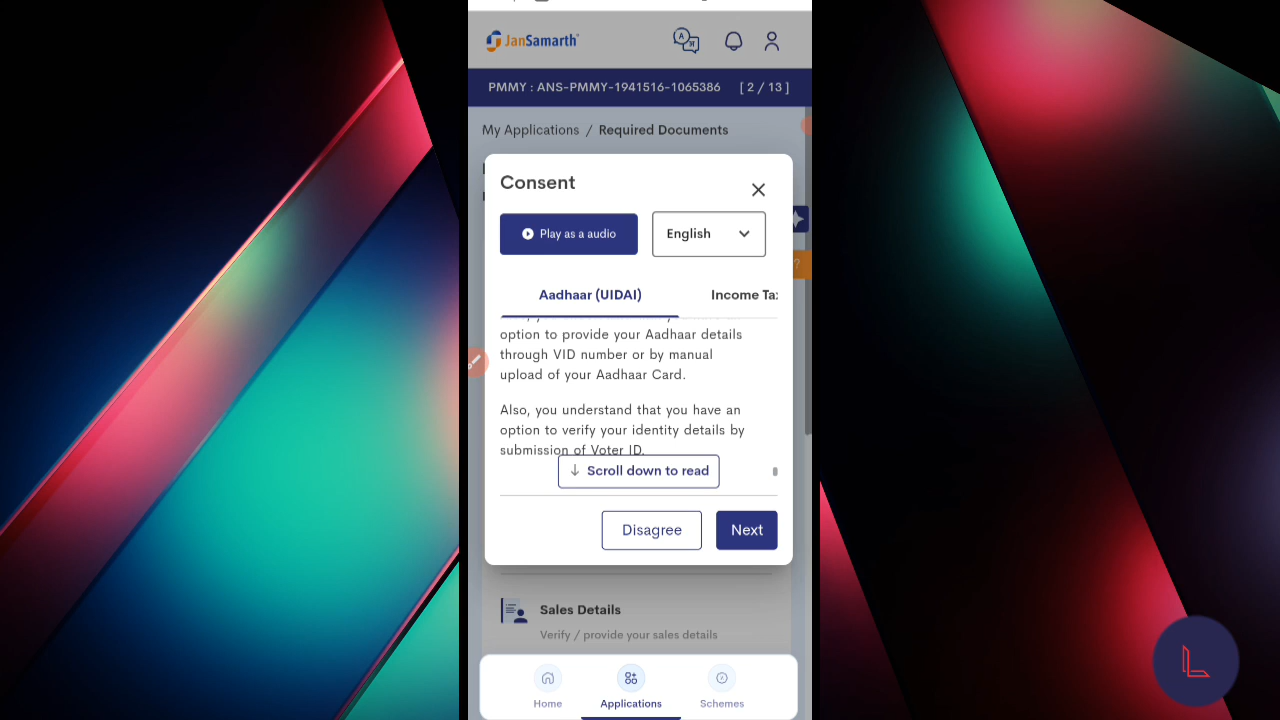 JanSamarth
PMMY : ANS-PMMY-1941516-1065386 [ 2 / 13 ]
My Applications / Required Documents
Consent
Play as a audio
English
Aadhaar (UIDAI) Income Ta
option to provide your Aadhaar details
through VID number or by manual
upload of your Aadhaar Card.
Also, you understand that you have an
option to verify your identity details by
submission of Voter ID.
Scroll down to read
Disagree
Next
Sales Details
Verify / provide your sales details
Home
Applications
Schemes